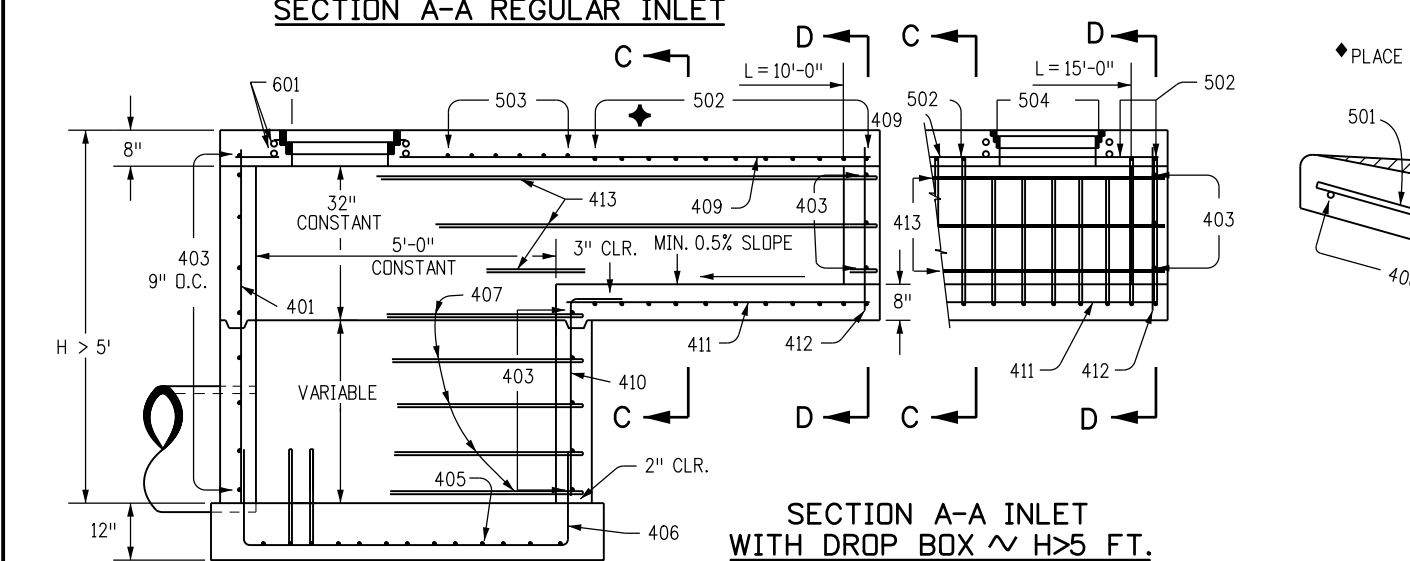 SECTION A-A REGULAR INLET
C
D
C
D
♦ PLACE
L = 10'-0"
L = 15'-0"
601
503
502
409
502
504
502
501
8"
32"
CONSTANT
413
409
403
413
403
5'-0"
CONSTANT
3" CLR.
MIN. 0.5% SLOPE
403
9" O.C.
401
407
8"
H > 5'
411
412
VARIABLE
403
410
411
412
C
D
C
D
405
2" CLR.
12"
406
SECTION A-A INLET
WITH DROP BOX ~ H>5 FT.